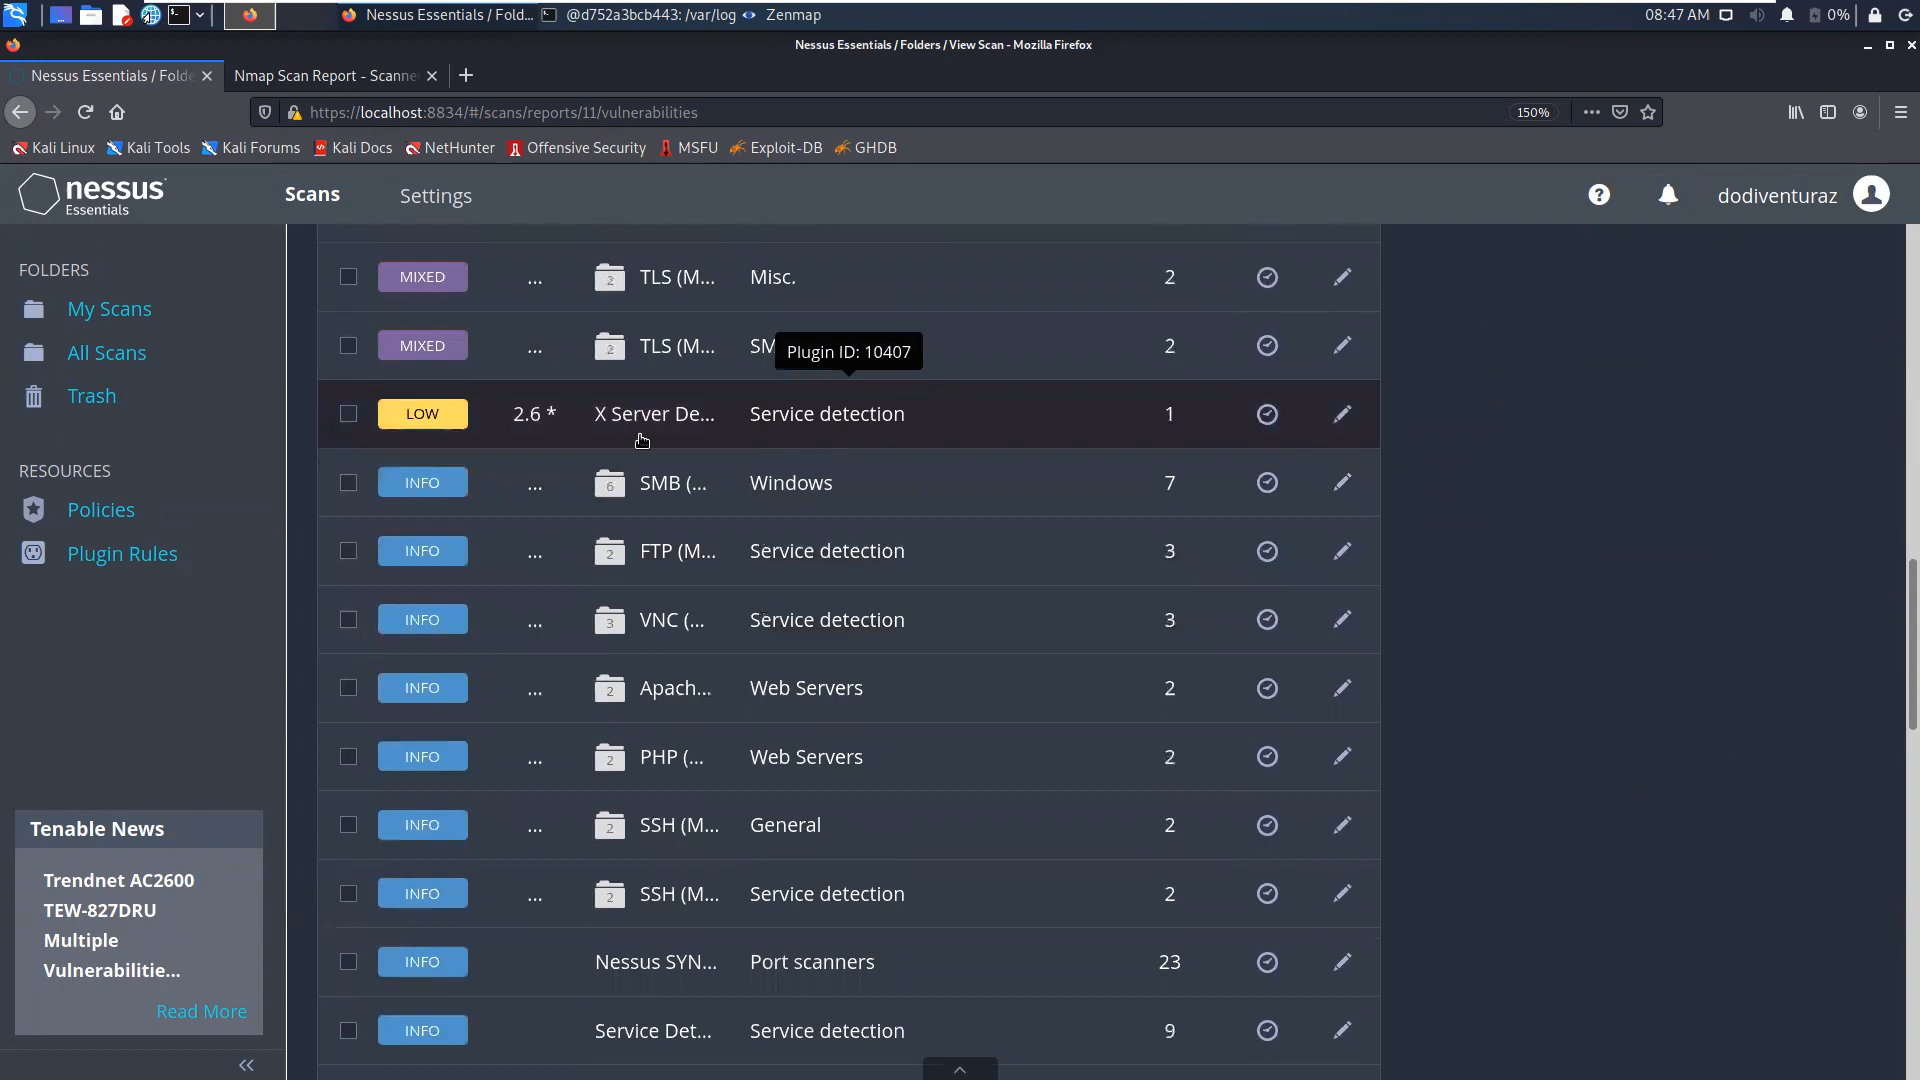 Nessus Essentials / Fold... @d752a3bcb443: /var/log Zenmap 08:47 AM 0%
Nessus Essentials / Folders / View Scan - Mozilla Firefox
Nessus Essentials / Folde Nmap Scan Report - Scanne
https://localhost:8834/#/scans/reports/11/vulnerabilities 150%
Kali Linux Kali Tools Kali Forums Kali Docs NetHunter Offensive Security MSFU Exploit-DB GHDB
nessus Essentials Scans Settings dodiventuraz
FOLDERS
My Scans
All Scans
Trash
RESOURCES
Policies
Plugin Rules
MIXED ... 2 TLS (M... Misc. 2
MIXED ... 2 TLS (M... SM 2
Plugin ID: 10407
LOW 2.6 * X Server De... Service detection 1
INFO ... 6 SMB (... Windows 7
INFO ... 2 FTP (M... Service detection 3
INFO ... 3 VNC (... Service detection 3
INFO ... 2 Apach... Web Servers 2
INFO ... 2 PHP (... Web Servers 2
INFO ... 2 SSH (M... General 2
INFO ... 2 SSH (M... Service detection 2
INFO Nessus SYN... Port scanners 23
INFO Service Det... Service detection 9
Tenable News
Trendnet AC2600
TEW-827DRU
Multiple
Vulnerabilitie...
Read More